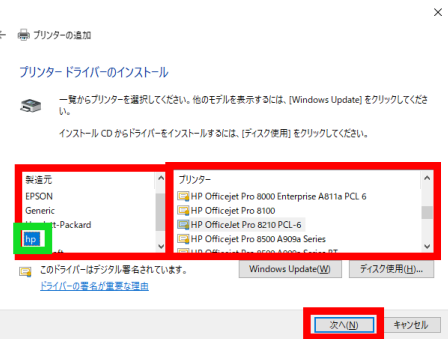 プリンターの追加
プリンター ドライバーのインストール
一覧からプリンターを選択してください。他のモデルを表示するには、[Windows Update] をクリックしてくださ
い。
インストール CD からドライバーをインストールするには、[ディスク使用] をクリックしてください。
製造元
EPSON
Generic
tt-Packard
hp
プリンター
HP Officejet Pro 8000 Enterprise A811a PCL 6
HP Officejet Pro 8100
HP OfficeJet Pro 8210 PCL-6
HP Officejet Pro 8500 A909a Series
このドライバーはデジタル署名されています。
ドライバーの署名が重要な理由
Windows Update(W)
ディスク使用(H)...
次へ(N)
キャンセル